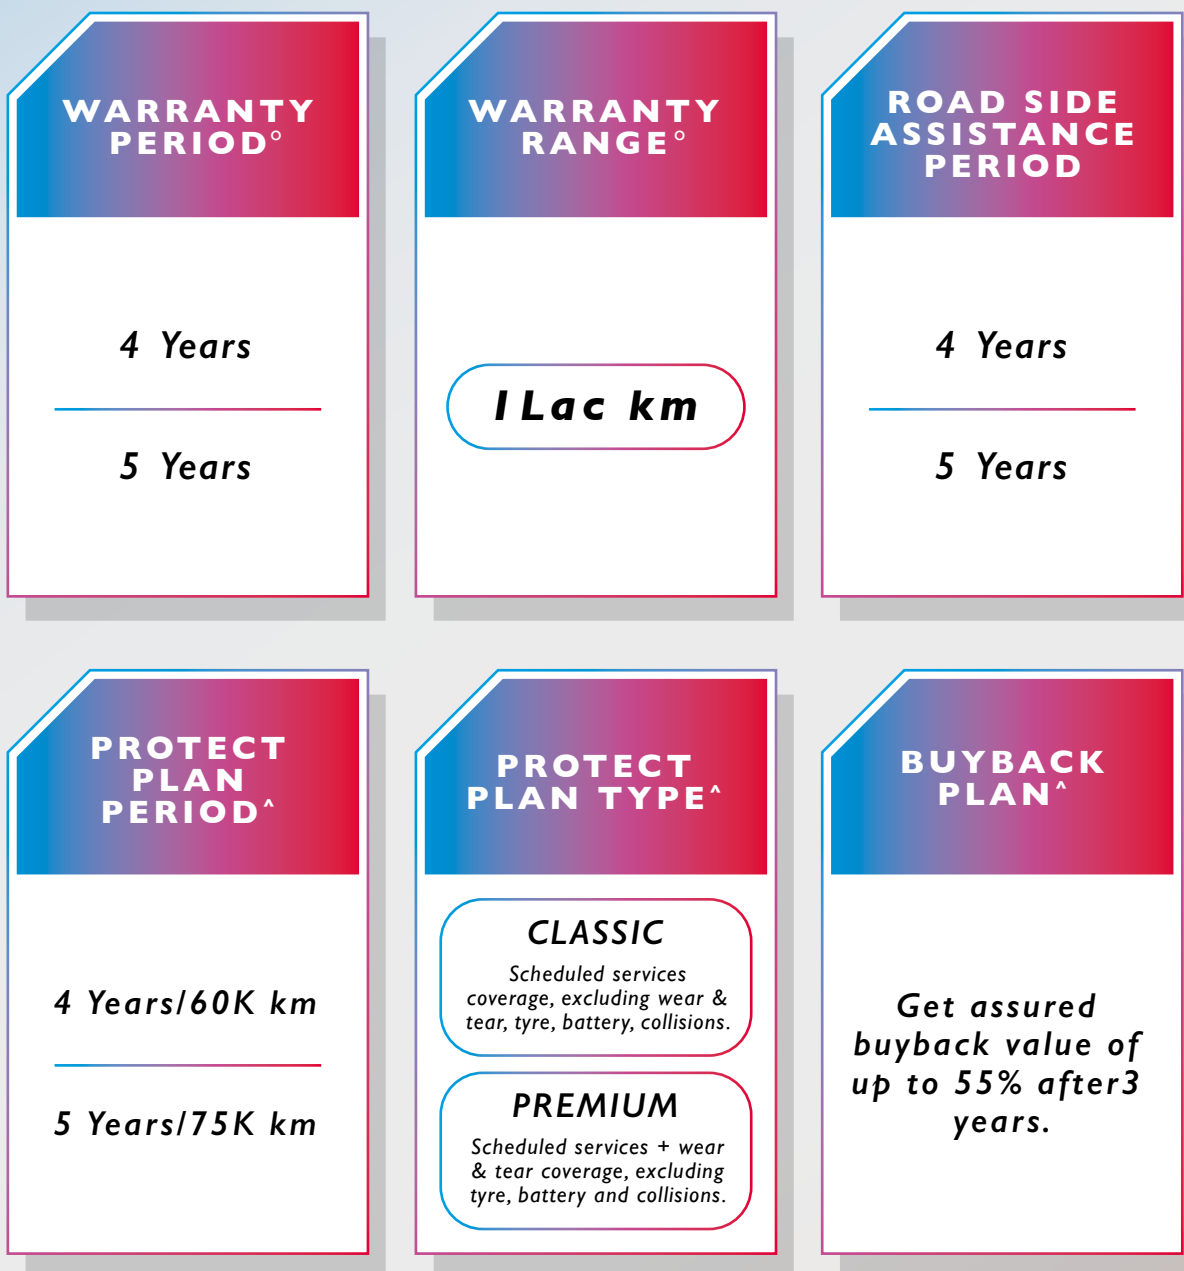 WARRANTY
PERIOD°
4 Years
5 Years
WARRANTY
RANGE°
1 Lac km
ROAD SIDE
ASSISTANCE
PERIOD
4 Years
5 Years
PROTECT
PLAN
PERIOD^
4 Years/60K km
5 Years/75K km
PROTECT
PLAN TYPE^
CLASSIC
Scheduled services
coverage, excluding wear &
tear, tyre, battery, collisions.
PREMIUM
Scheduled services + wear
& tear coverage, excluding
tyre, battery and collisions.
BUYBACK
PLAN^
Get assured
buyback value of
up to 55% after3
years.